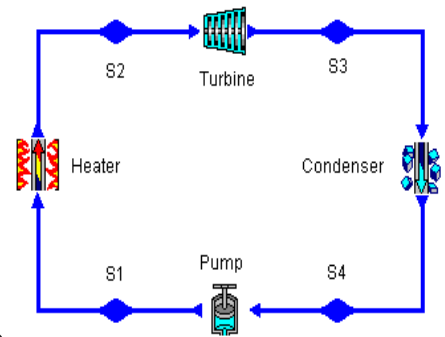 S2
Turbine
S3
Heater
Condenser
S1
Pump
S4